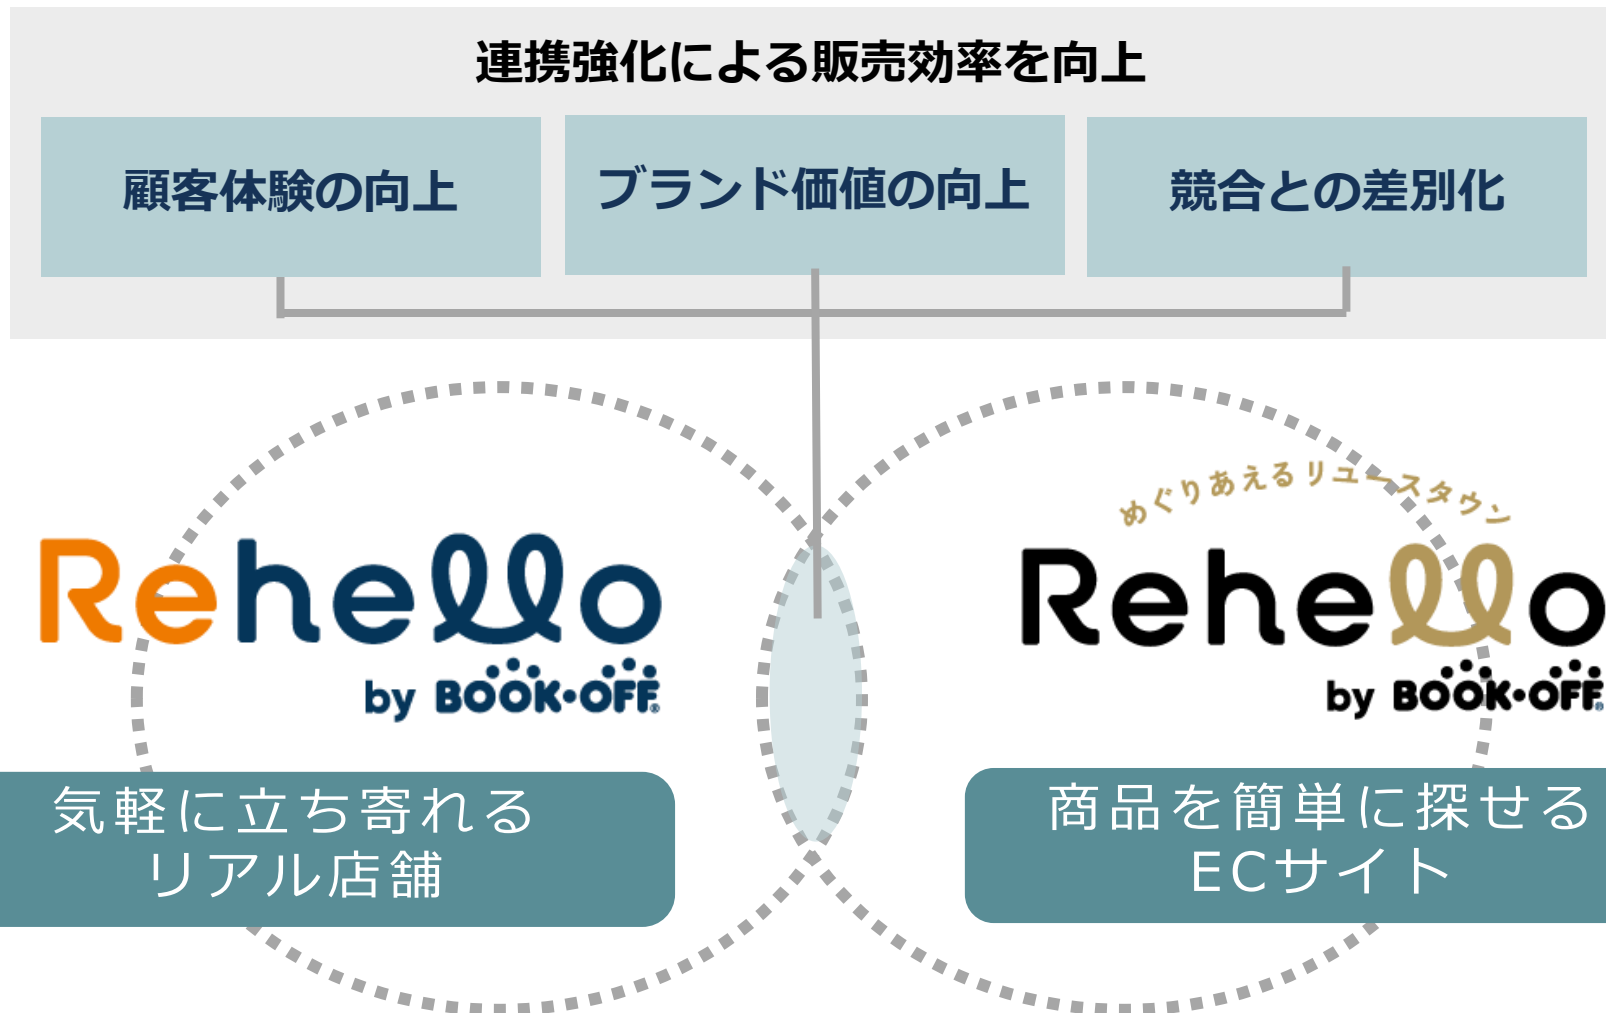 連携強化による販売効率を向上
顧客体験の向上
ブランド価値の向上
競合との差別化
Rehello
by BOOK・OFF®
気軽に立ち寄れる
リアル店舗
めぐりあえるリユースタウン
Rehello
by BOOK・OFF®
商品を簡単に探せる
ECサイト